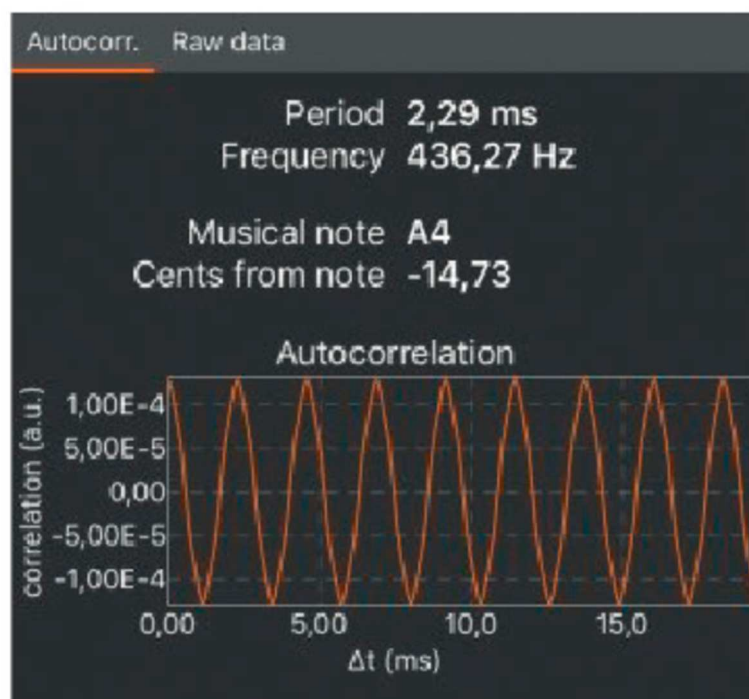 Autocorr. Raw data
Period 2,29 ms
Frequency 436,27 Hz
Musical note A4
Cents from note -14,73
Autocorrelation
correlation (a.u.)
1,00E-4
5,00E-5
0,00
-5,00E-5
-1,00E-4
0,00 5,00 10,0 15,0
Δt (ms)